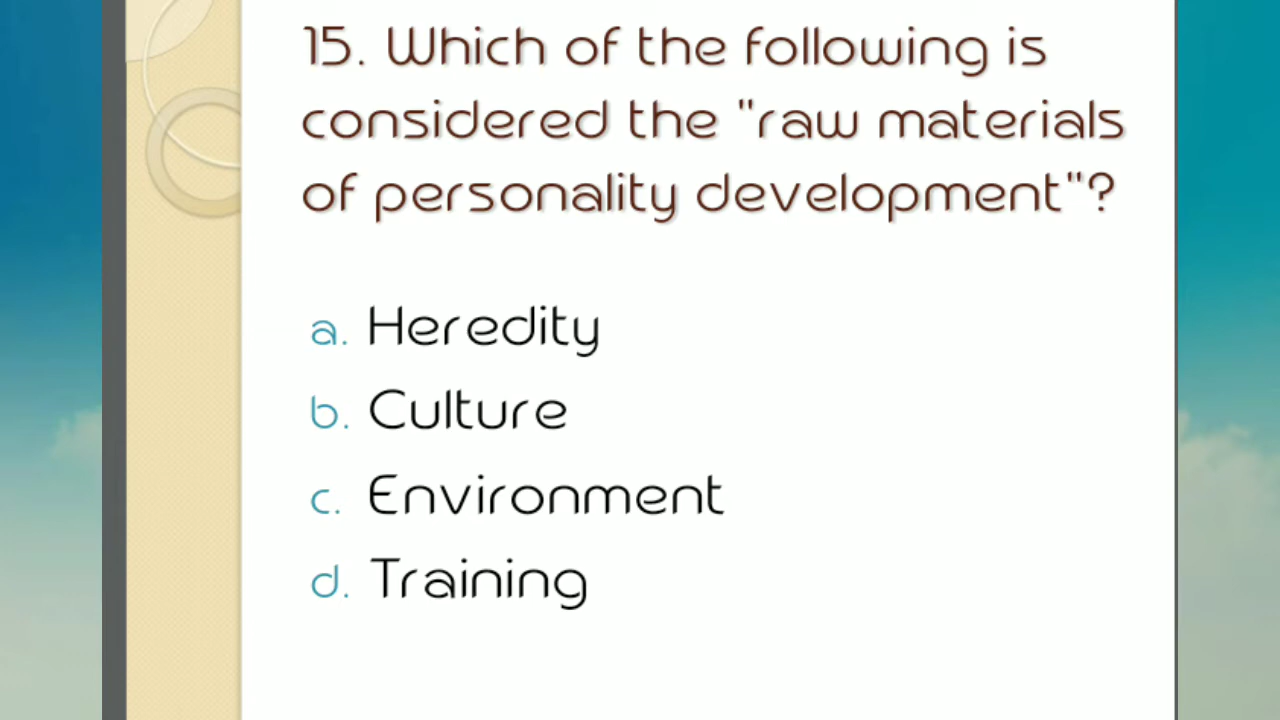 15. Which of the following is
considered the "raw materials
of personality development"?
a. Heredity
b. Culture
c. Environment
d. Training